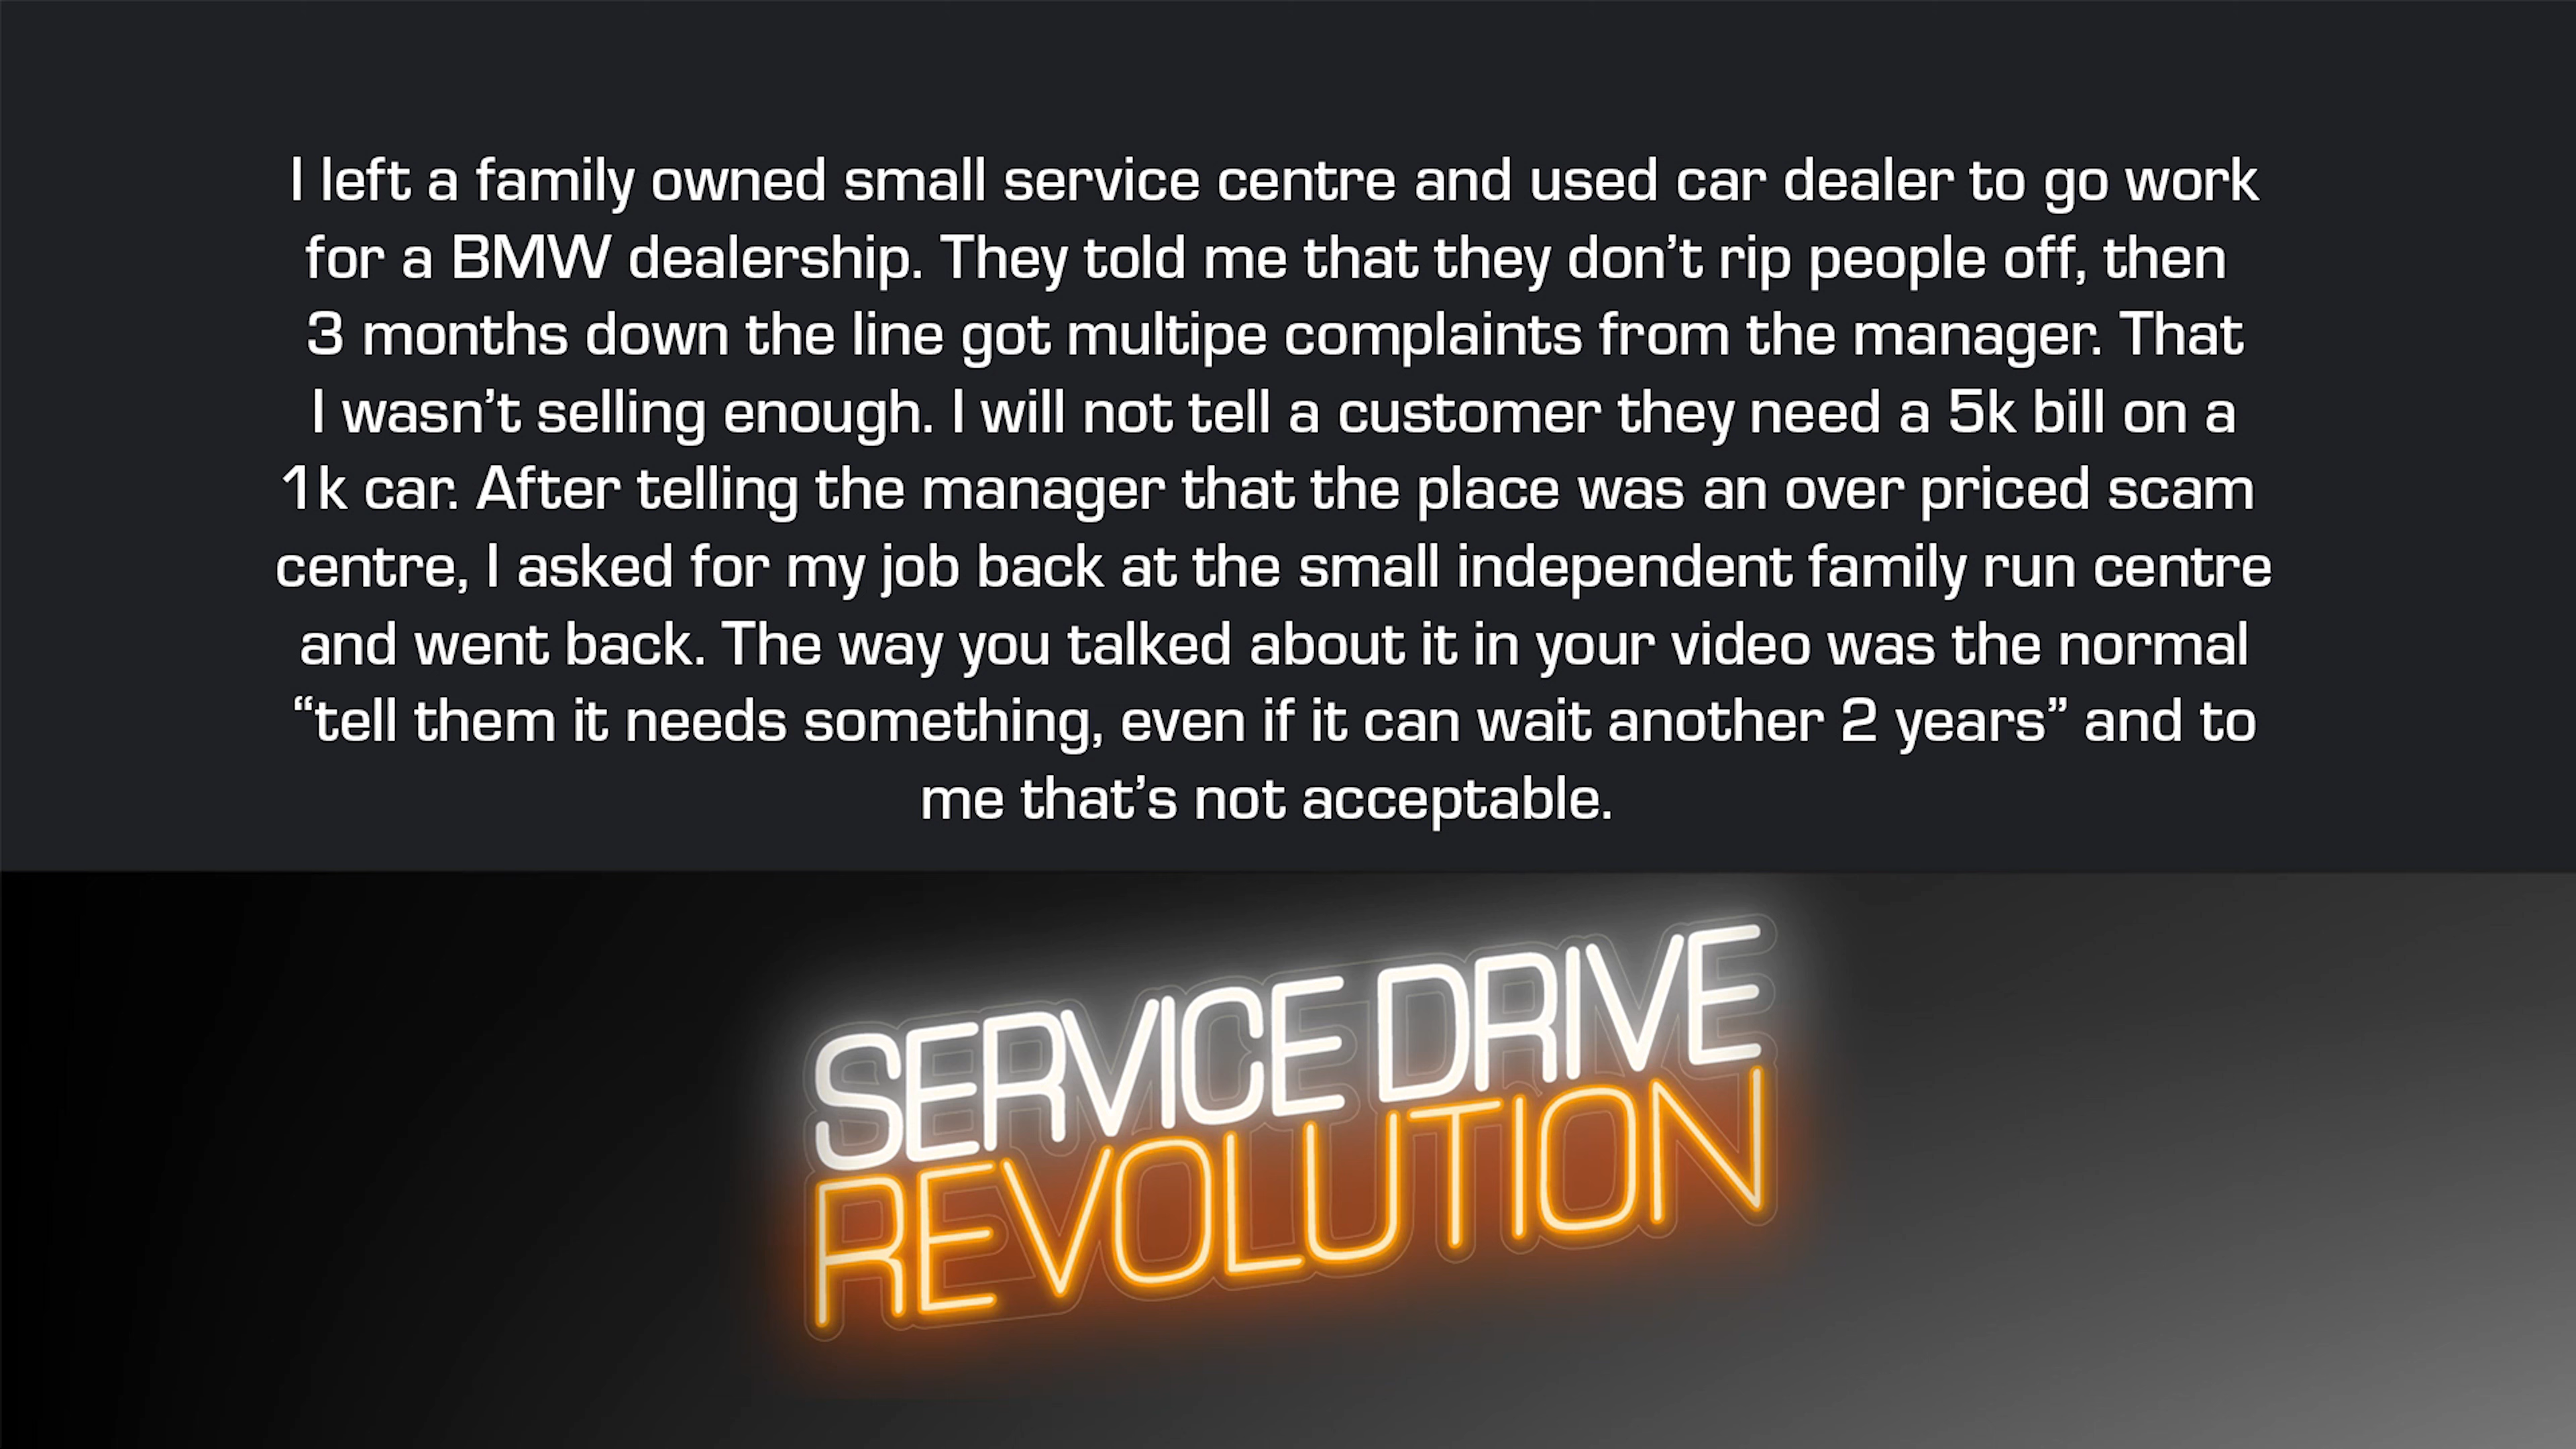 I left a family owned small service centre and used car dealer to go work
for a BMW dealership. They told me that they don’t rip people off, then
3 months down the line got multipe complaints from the manager. That
I wasn’t selling enough. I will not tell a customer they need a 5k bill on a
1k car. After telling the manager that the place was an over priced scam
centre, I asked for my job back at the small independent family run centre
and went back. The way you talked about it in your video was the normal
“tell them it needs something, even if it can wait another 2 years” and to
me that’s not acceptable.
SERVICE DRIVE
REVOLUTION